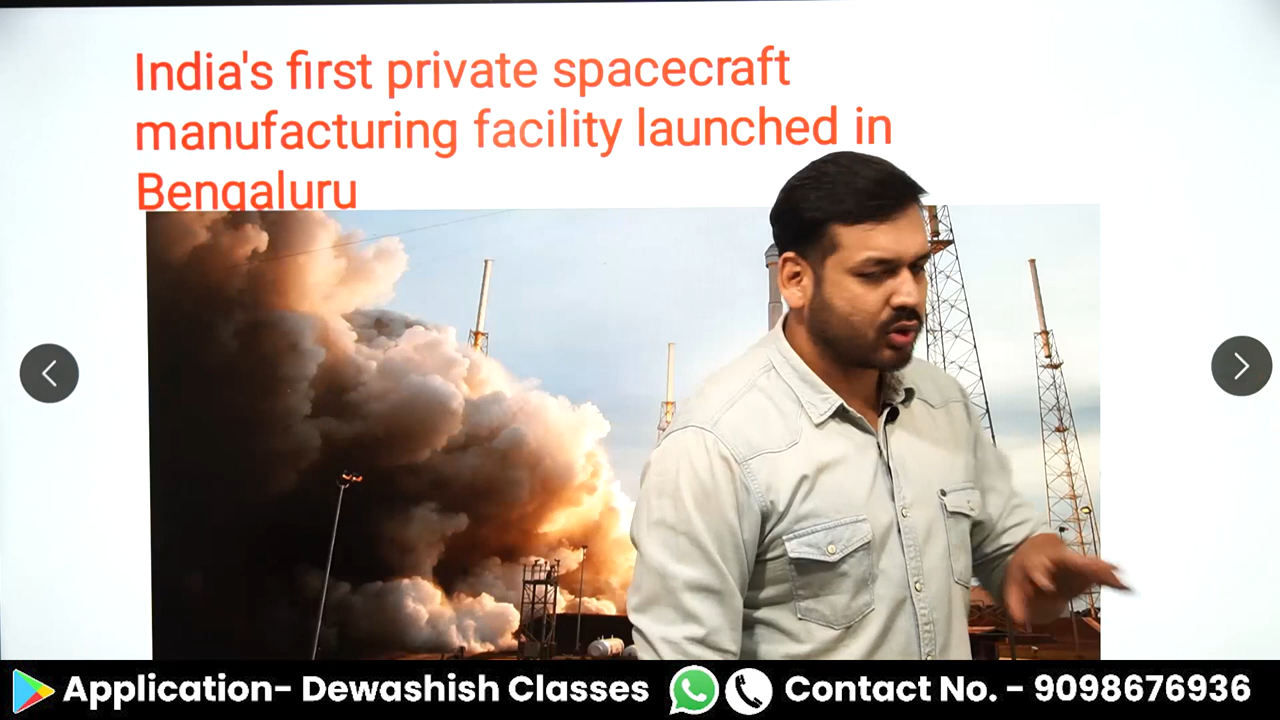 India's first private spacecraft
manufacturing facility launched in
Bengaluru
Application- Dewashish Classes
Contact No. - 9098676936